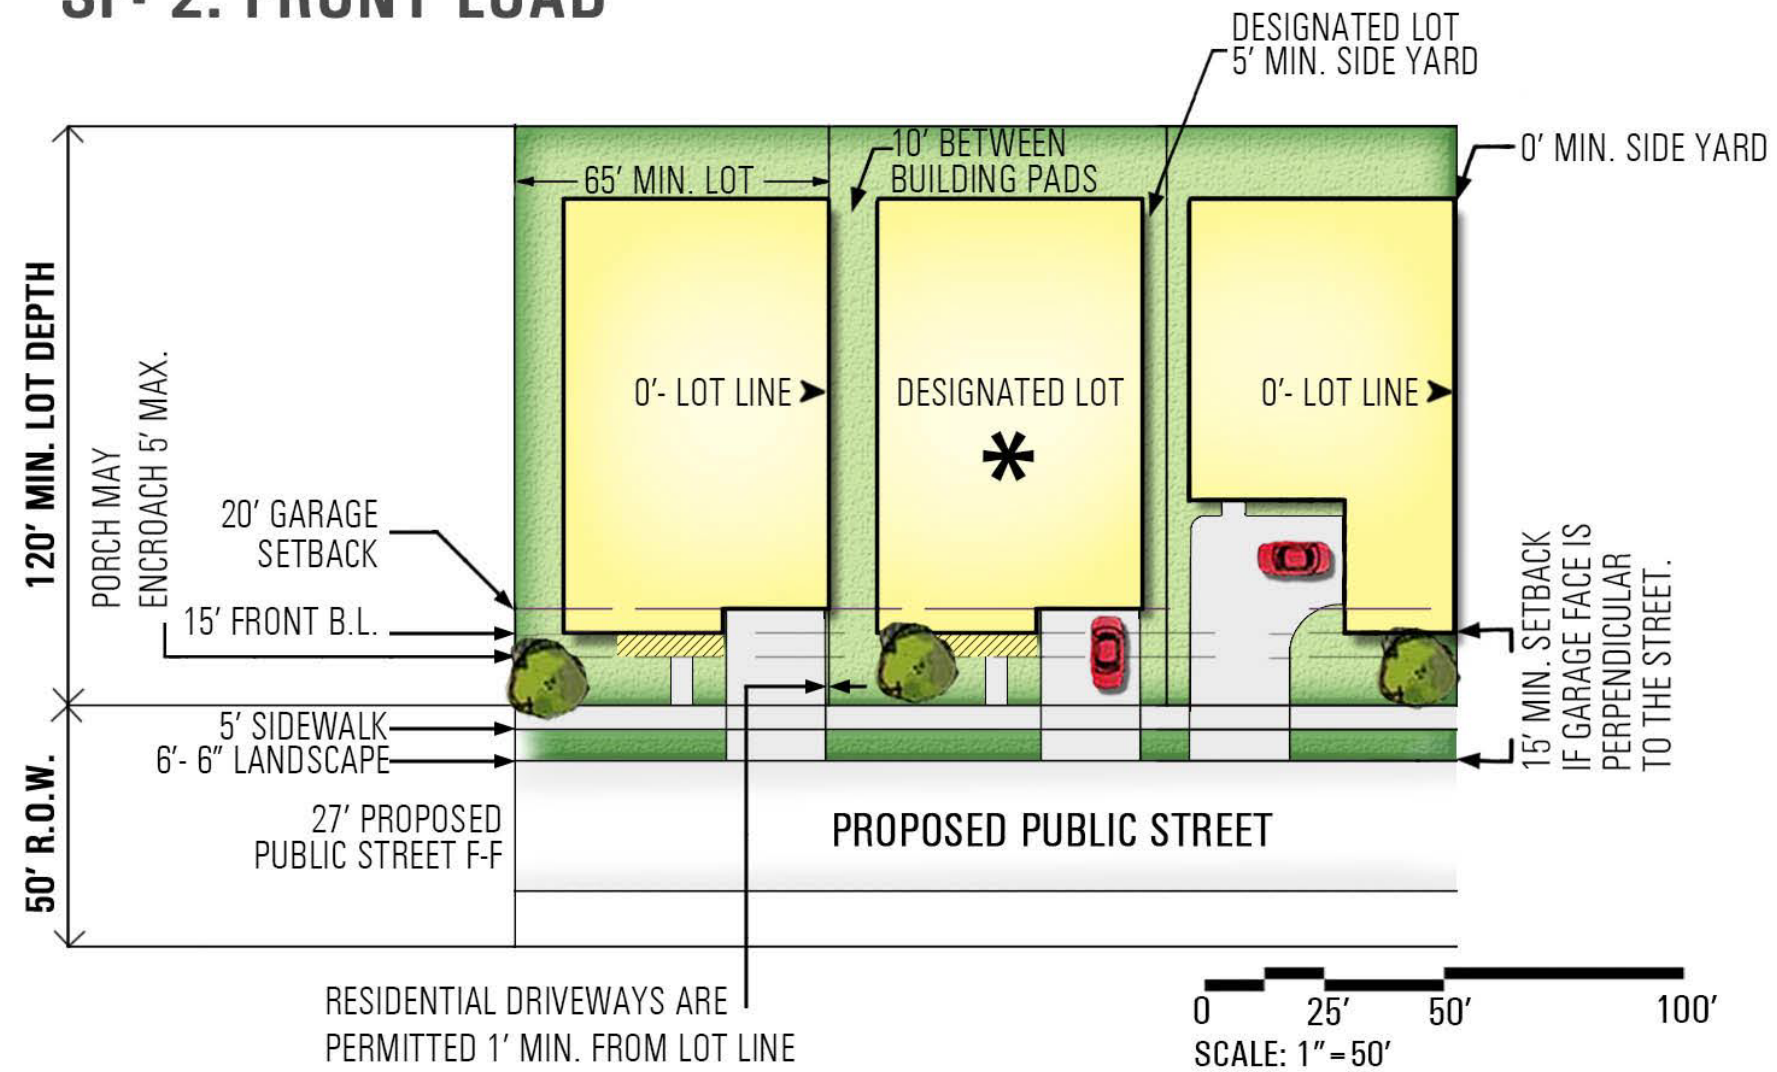 SF- 2: FRONT LOAD
DESIGNATED LOT
5' MIN. SIDE YARD
10' BETWEEN
BUILDING PADS
0' MIN. SIDE YARD
65' MIN. LOT
120' MIN. LOT DEPTH
PORCH MAY
ENCROACH 5' MAX.
0'- LOT LINE
DESIGNATED LOT
*
0'- LOT LINE
20' GARAGE
SETBACK
15' FRONT B.L.
15' MIN. SETBACK
IF GARAGE FACE IS
PERPENDICULAR
TO THE STREET.
5' SIDEWALK
6'- 6" LANDSCAPE
50' R.O.W.
27' PROPOSED
PUBLIC STREET F-F
PROPOSED PUBLIC STREET
RESIDENTIAL DRIVEWAYS ARE
PERMITTED 1' MIN. FROM LOT LINE
0 25' 50' 100'
SCALE: 1"=50'